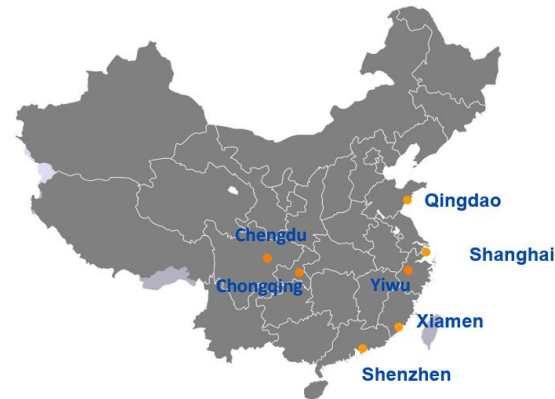 Qingdao
Chengdu
Shanghai
Chongqing
Yiwu
Xiamen
Shenzhen